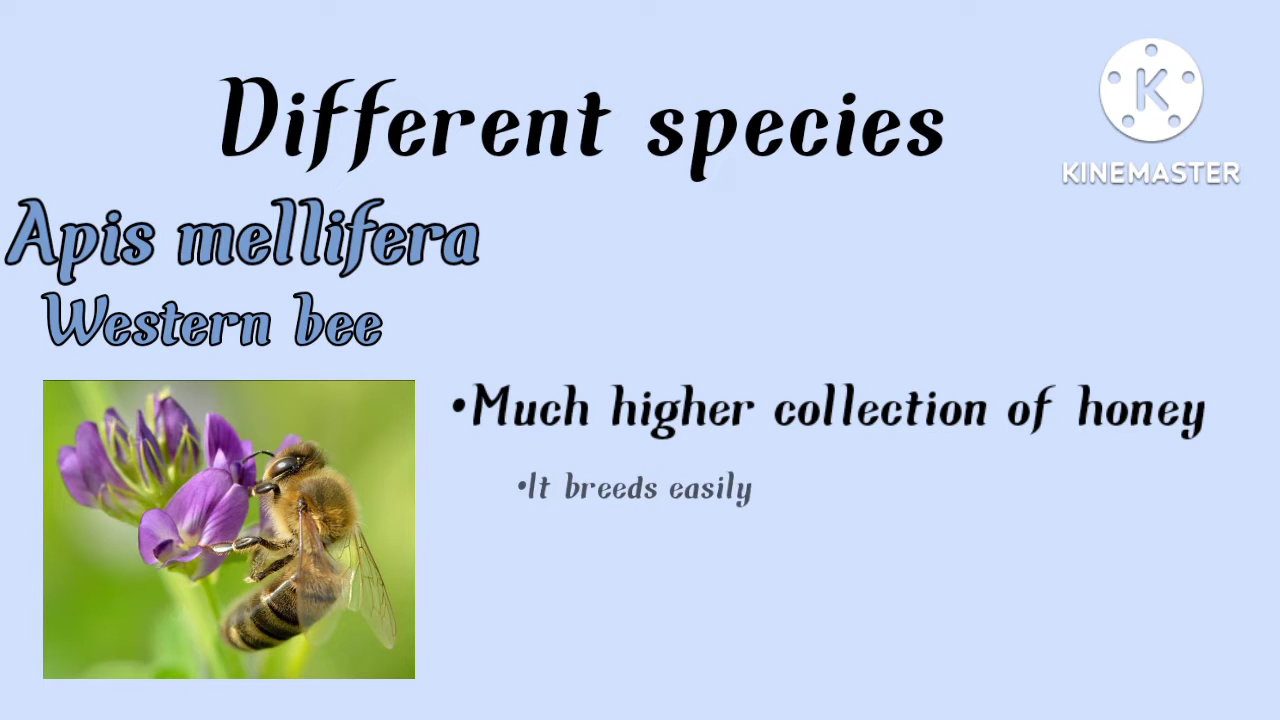 Different species
KINEMASTER
Apis mellifera
Western bee
•Much higher collection of honey
•It breeds easily